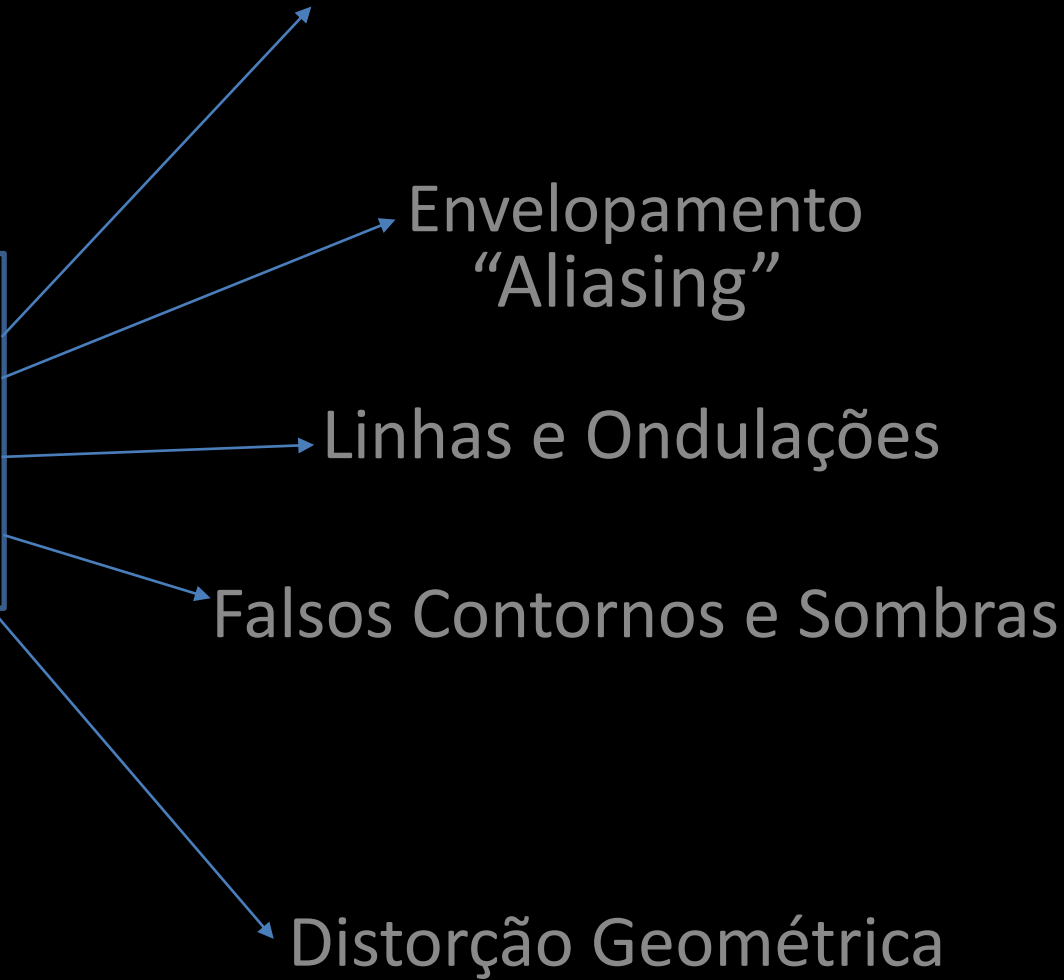 Envelopamento
“Aliasing”
Linhas e Ondulações
Falsos Contornos e Sombras
Distorção Geométrica